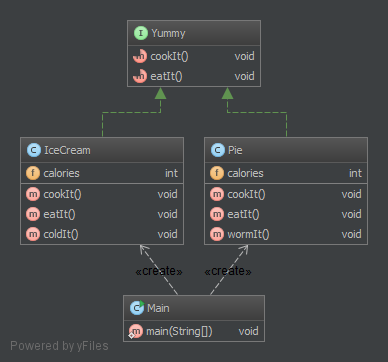 Yummy
cookIt() void
eatIt() void
IceCream
calories int
cookIt() void
eatIt() void
coldIt() void
Pie
calories int
cookIt() void
eatIt() void
wormIt() void
«create»
«create»
Main
main(String[]) void
Powered by yFiles